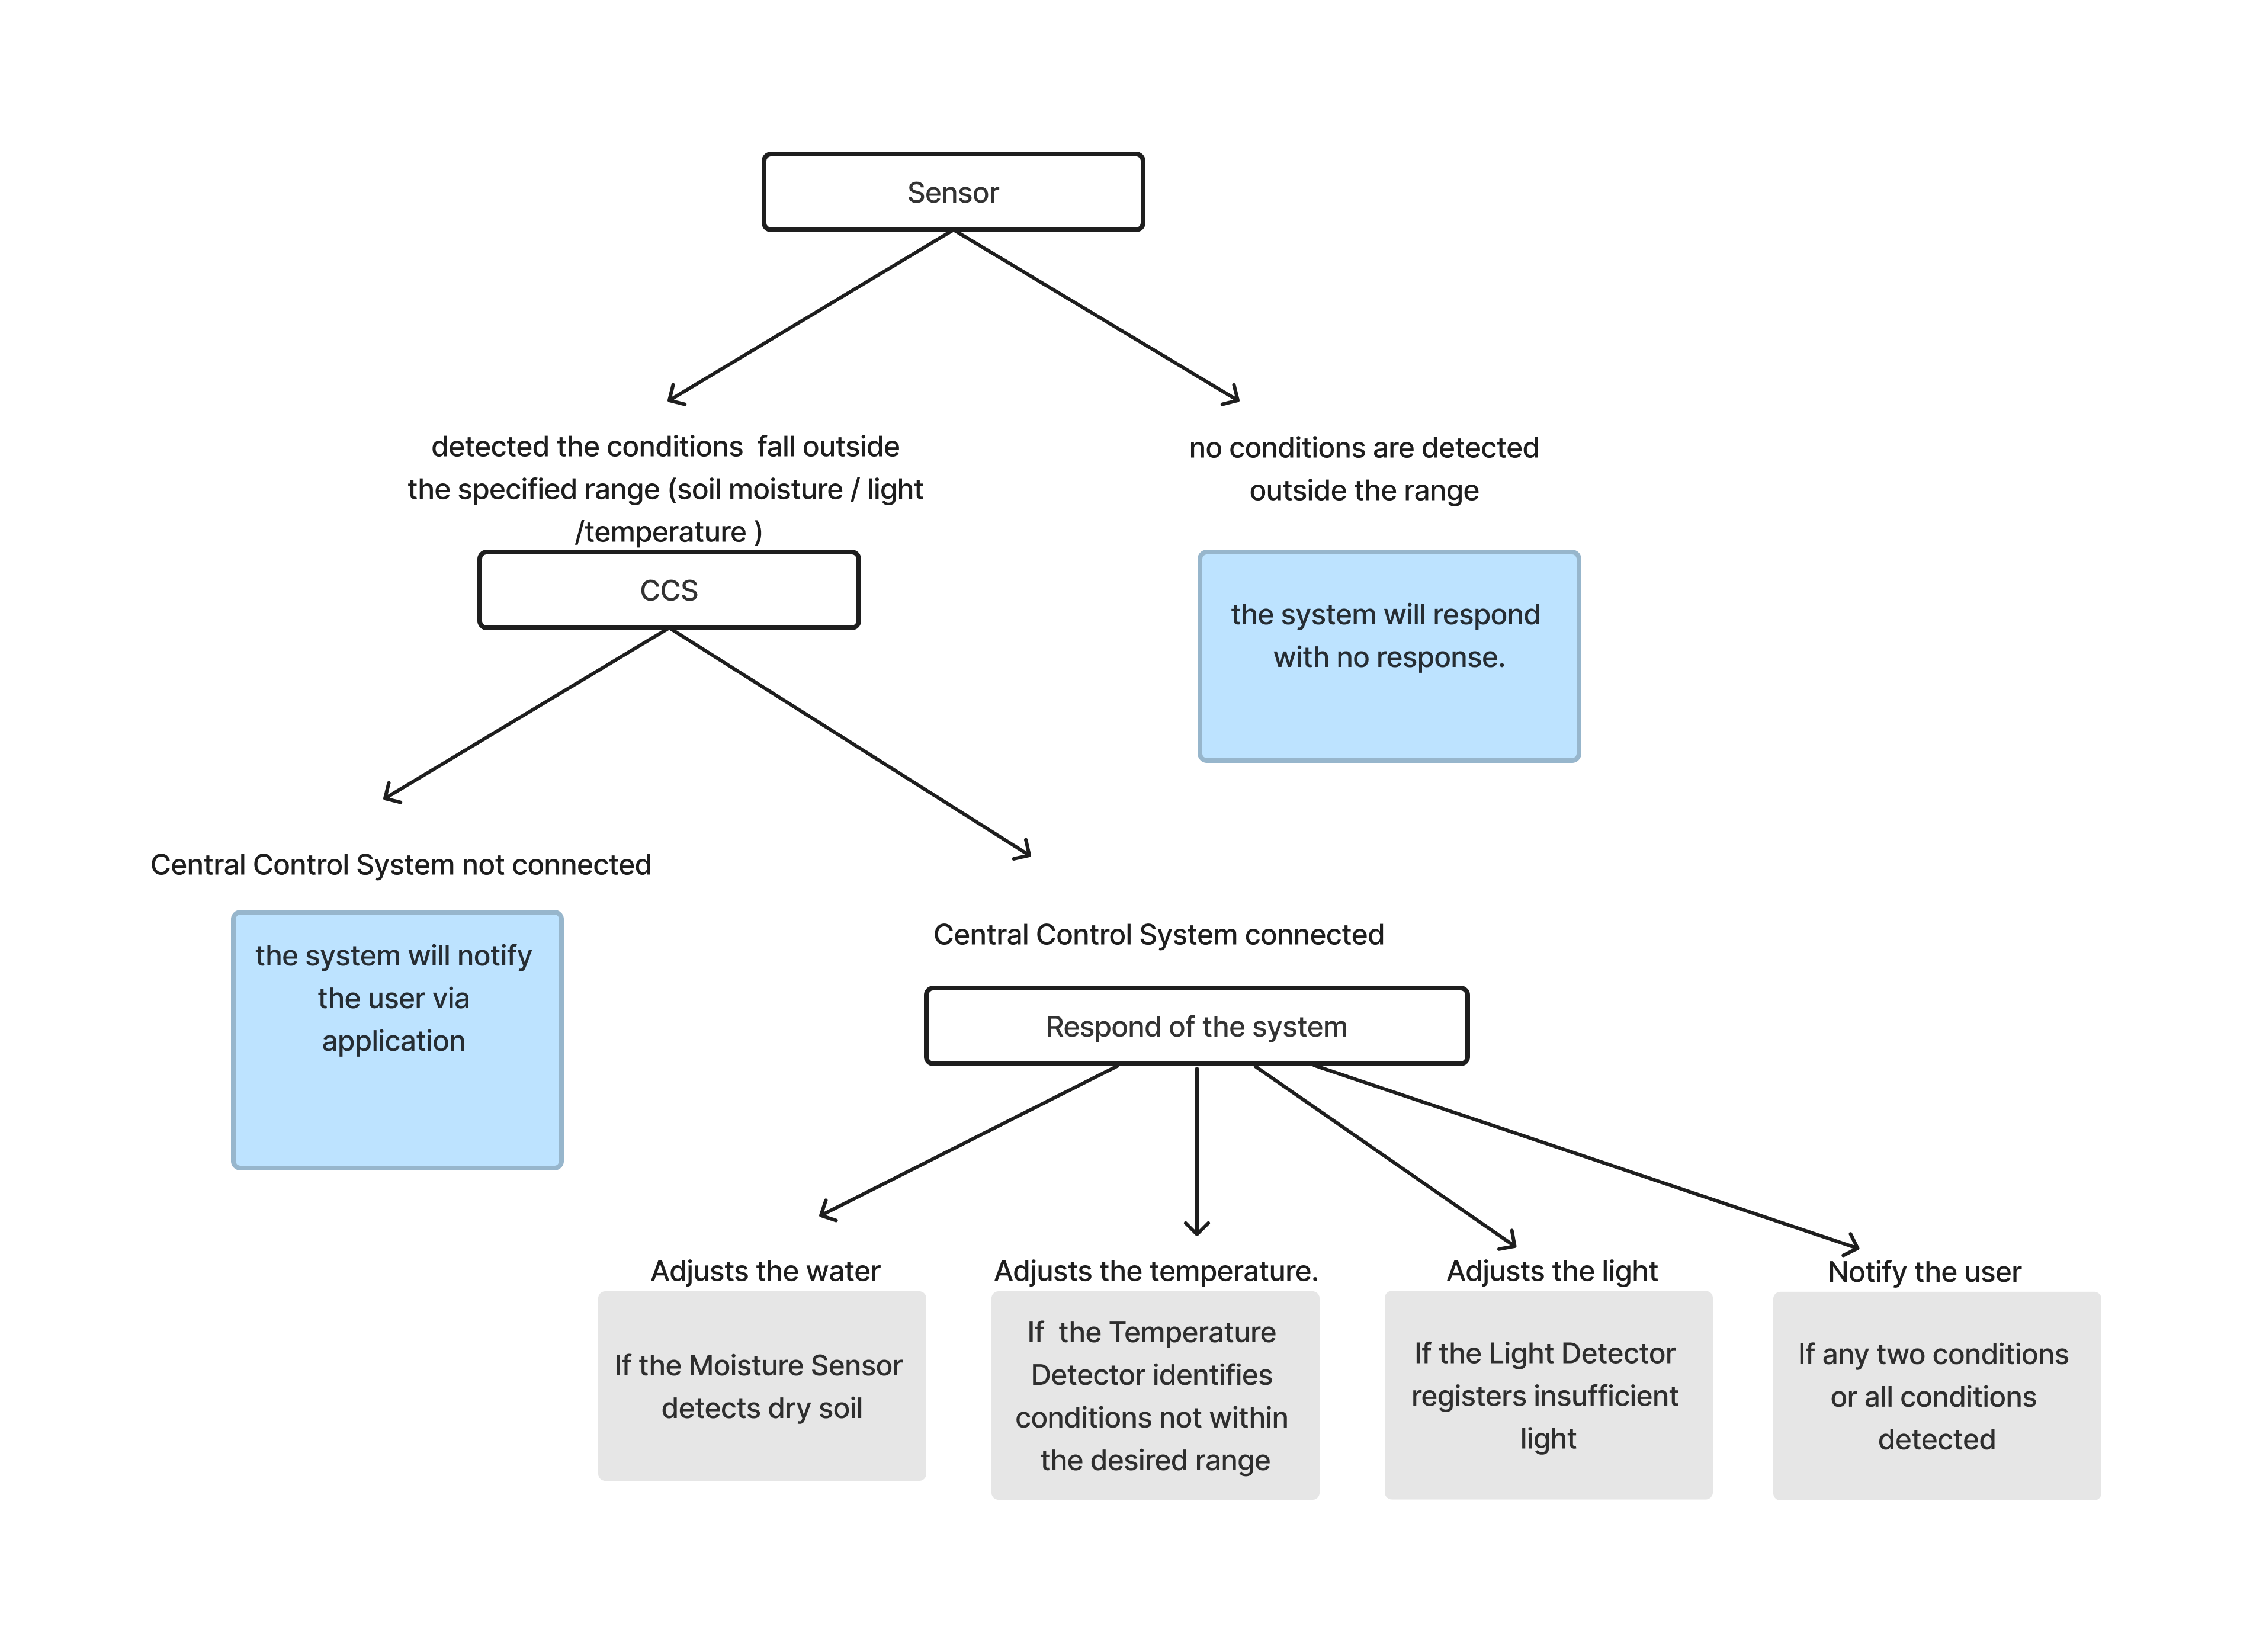 Sensor
detected the conditions  fall outside
the specified range (soil moisture / light
/temperature )
no conditions are detected
outside the range
CCS
the system will respond
with no response.
Central Control System not connected
the system will notify
the user via
application
Central Control System connected
Respond of the system
Adjusts the water
If the Moisture Sensor
detects dry soil
Adjusts the temperature.
If  the Temperature
Detector identifies
conditions not within
the desired range
Adjusts the light
If the Light Detector
registers insufficient
light
Notify the user
If any two conditions
or all conditions
detected